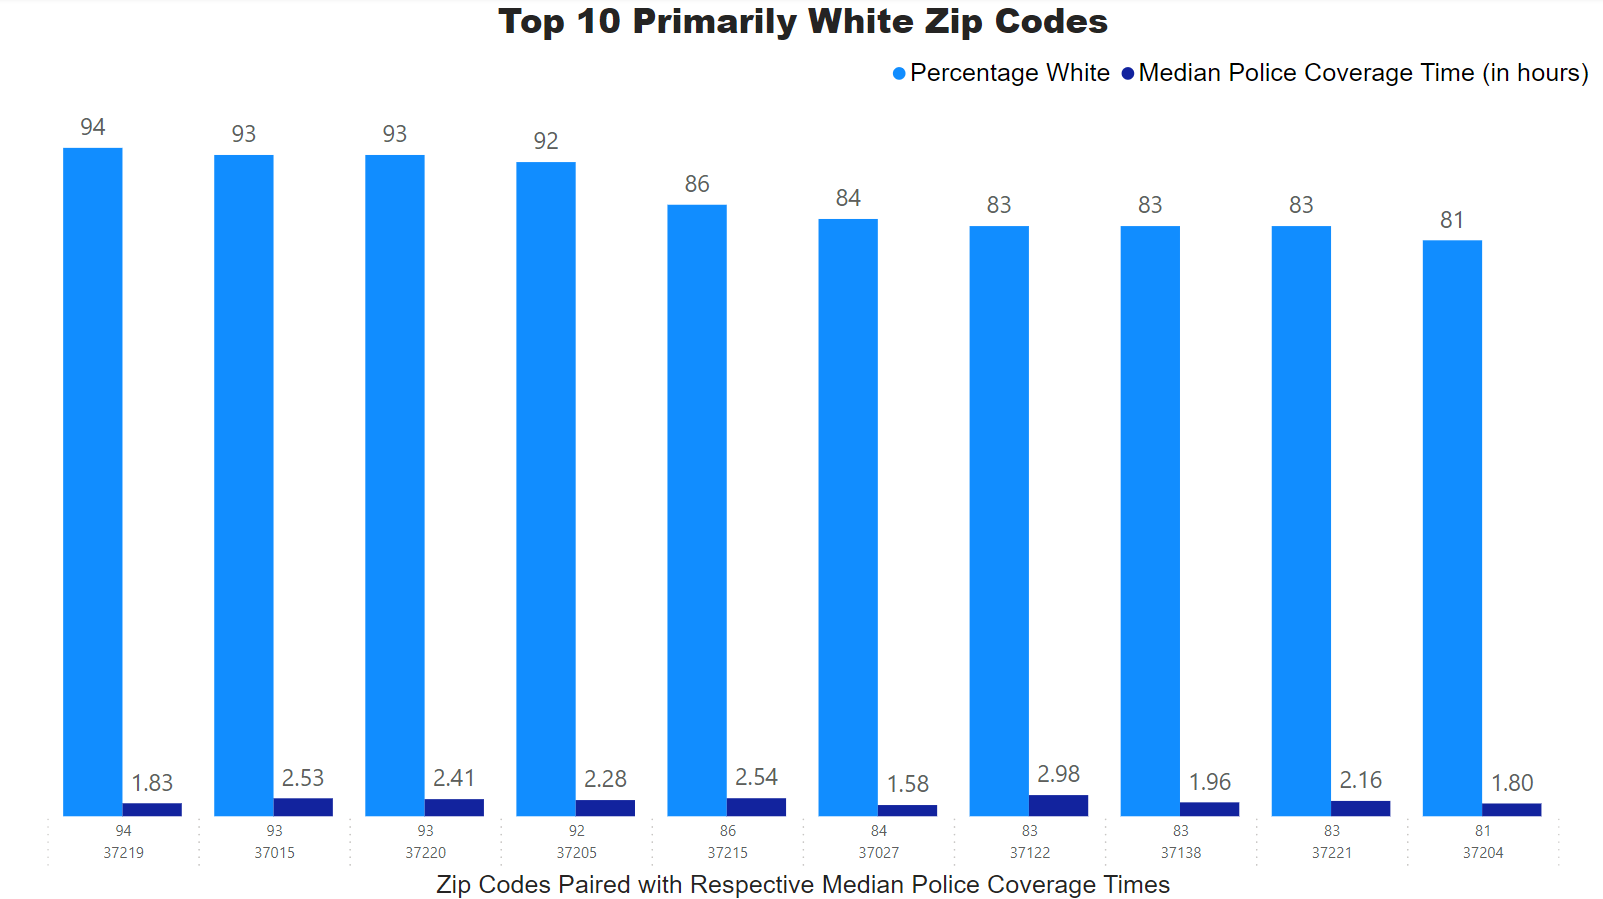 Top 10 Primarily White Zip Codes
Percentage White Median Police Coverage Time (in hours)
94 93 93 92 86 84 83 83 83 81
1.83 2.53 2.41 2.28 2.54 1.58 2.98 1.96 2.16 1.80
94 93 93 92 86 84 83 83 83 81
37219 37015 37220 37205 37215 37027 37122 37138 37221 37204
Zip Codes Paired with Respective Median Police Coverage Times